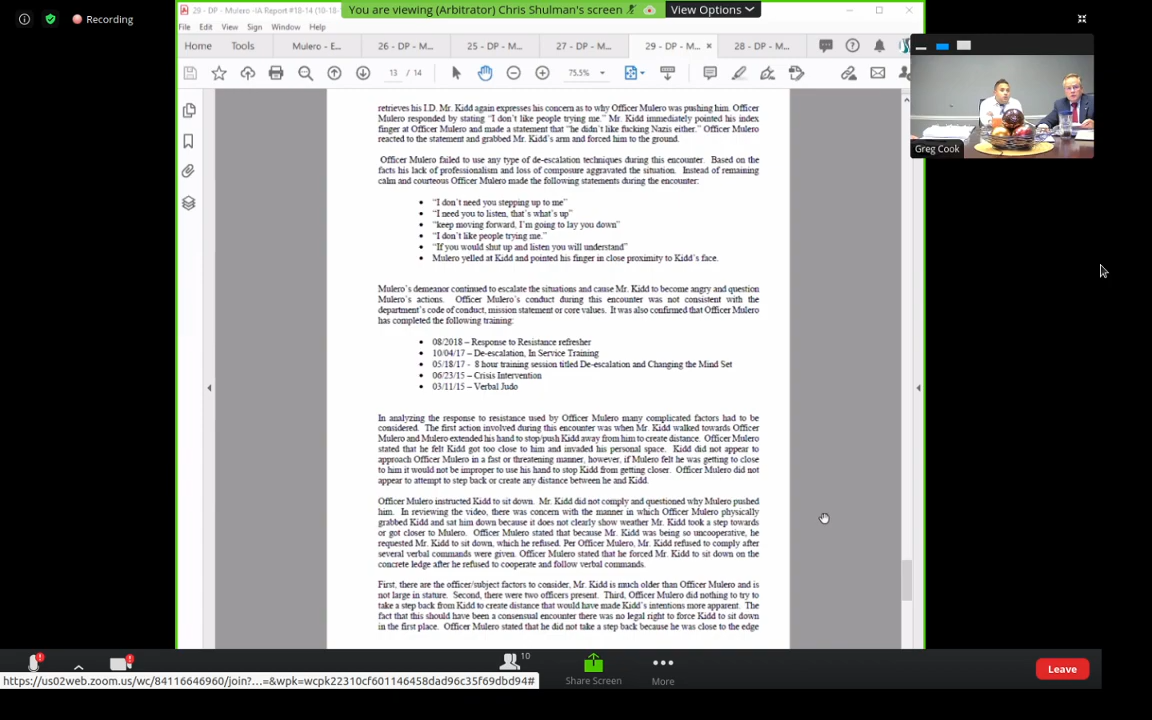 Recording
29 - DP - Mulero -IA Report #18-14 (10-18-
You are viewing (Arbitrator) Chris Shulman's screen
View Options
File Edit View Sign Window Help
Home Tools Mulero - E... 26 - DP - M... 25 - DP - M... 27 - DP - M... 29 - DP - M... × 28 - DP - M...
13 / 14 75.5%
Greg Cook
retrieves his I.D. Mr. Kidd again expresses his concern as to why Officer Mulero was pushing him. Officer
Mulero responded by stating "I don't like people trying me." Mr. Kidd immediately pointed his index
finger at Officer Mulero and made a statement that "he didn't like fucking Nazis either." Officer Mulero
reacted to the statement and grabbed Mr. Kidd's arm and forced him to the ground.
Officer Mulero failed to use any type of de-escalation techniques during this encounter. Based on the
facts his lack of professionalism and loss of composure aggravated the situation. Instead of remaining
calm and courteous Officer Mulero made the following statements during the encounter:
• "I don't need you stepping up to me"
• "I need you to listen, that's what's up"
• "keep moving forward, I'm going to lay you down"
• "I don't like people trying me."
• "If you would shut up and listen you will understand"
• Mulero yelled at Kidd and pointed his finger in close proximity to Kidd's face.
Mulero's demeanor continued to escalate the situations and cause Mr. Kidd to become angry and question
Mulero's actions. Officer Mulero's conduct during this encounter was not consistent with the
department's code of conduct, mission statement or core values. It was also confirmed that Officer Mulero
has completed the following training:
• 08/2018 – Response to Resistance refresher
• 10/04/17 – De-escalation, In Service Training
• 05/18/17 - 8 hour training session titled De-escalation and Changing the Mind Set
• 06/23/15 – Crisis Intervention
• 03/11/15 – Verbal Judo
In analyzing the response to resistance used by Officer Mulero many complicated factors had to be
considered. The first action involved during this encounter was when Mr. Kidd walked towards Officer
Mulero and Mulero extended his hand to stop/push Kidd away from him to create distance. Officer Mulero
stated that he felt Kidd got too close to him and invaded his personal space. Kidd did not appear to
approach Officer Mulero in a fast or threatening manner, however, if Mulero felt he was getting to close
to him it would not be improper to use his hand to stop Kidd from getting closer. Officer Mulero did not
appear to attempt to step back or create any distance between he and Kidd.
Officer Mulero instructed Kidd to sit down. Mr. Kidd did not comply and questioned why Mulero pushed
him. In reviewing the video, there was concern with the manner in which Officer Mulero physically
grabbed Kidd and sat him down because it does not clearly show weather Mr. Kidd took a step towards
or got closer to Mulero. Officer Mulero stated that because Mr. Kidd was being so uncooperative, he
requested Mr. Kidd to sit down, which he refused. Per Officer Mulero, Mr. Kidd refused to comply after
several verbal commands were given. Officer Mulero stated that he forced Mr. Kidd to sit down on the
concrete ledge after he refused to cooperate and follow verbal commands.
First, there are the officer/subject factors to consider, Mr. Kidd is much older than Officer Mulero and is
not large in stature. Second, there were two officers present. Third, Officer Mulero did nothing to try to
take a step back from Kidd to create distance that would have made Kidd's intentions more apparent. The
fact that this should have been a consensual encounter there was no legal right to force Kidd to sit down
in the first place. Officer Mulero stated that he did not take a step back because he was close to the edge
10
Share Screen
More
Leave
https://us02web.zoom.us/wc/84116646960/join?...=&wpk=wcpk22310cf601146458dad96c35f69dbd94#